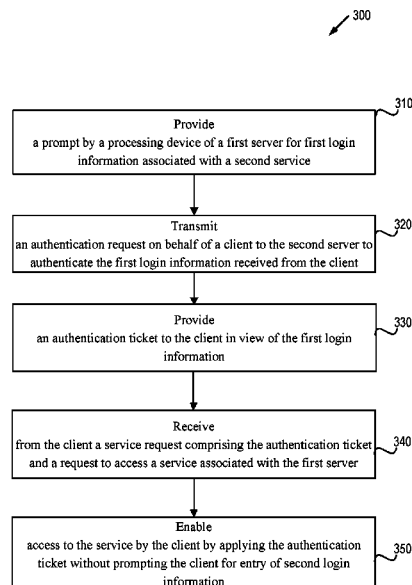 300
310
Provide
a prompt by a processing device of a first server for first login
information associated with a second service
320
Transmit
an authentication request on behalf of a client to the second server to
authenticate the first login information received from the client
330
Provide
an authentication ticket to the client in view of the first login
information
340
Receive
from the client a service request comprising the authentication ticket
and a request to access a service associated with the first server
350
Enable
access to the service by the client by applying the authentication
ticket without prompting the client for entry of second login
information